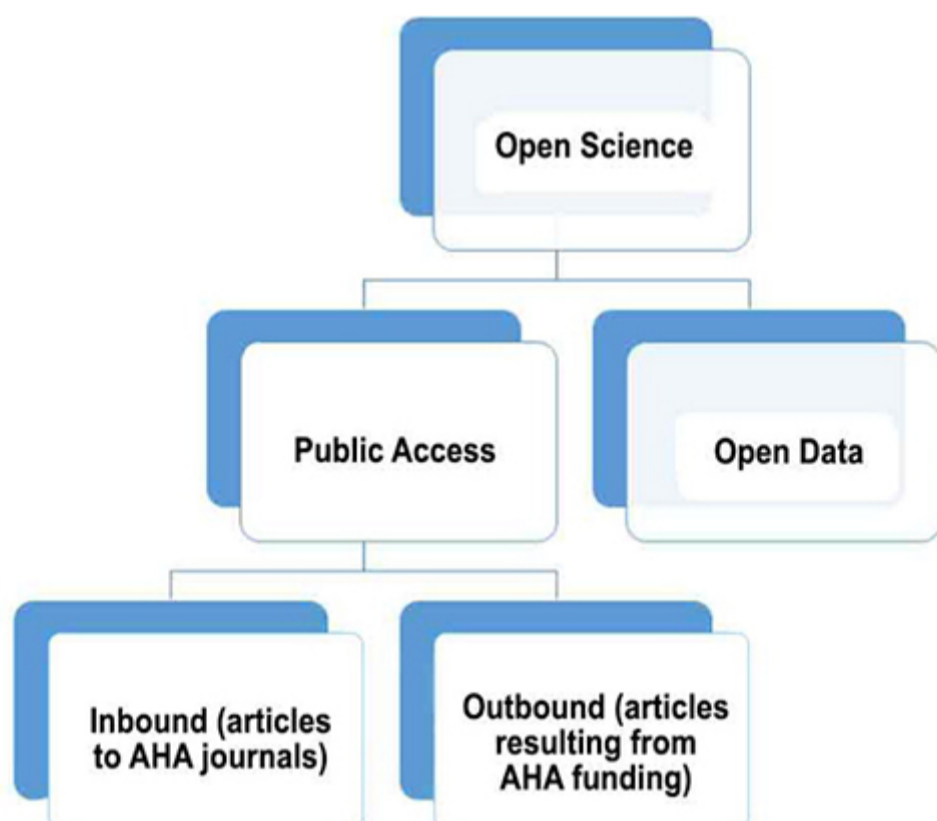 Open Science
Public Access
Open Data
Inbound (articles
to AHA journals)
Outbound (articles
resulting from
AHA funding)